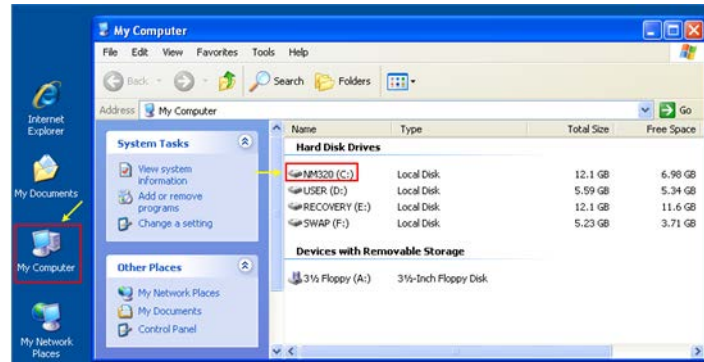 My Computer
File Edit View Favorites Tools Help
Back Search Folders
Address My Computer Go
Internet
Explorer
My Documents
My Computer
My Network
Places
System Tasks
View system
information
Add or remove
programs
Change a setting
Other Places
My Network Places
My Documents
Control Panel
Name Type Total Size Free Space
Hard Disk Drives
NM320 (C:) Local Disk 12.1 GB 6.98 GB
USER (D:) Local Disk 5.59 GB 5.34 GB
RECOVERY (E:) Local Disk 12.1 GB 11.6 GB
SWAP (F:) Local Disk 5.23 GB 3.71 GB
Devices with Removable Storage
3½ Floppy (A:) 3½-Inch Floppy Disk